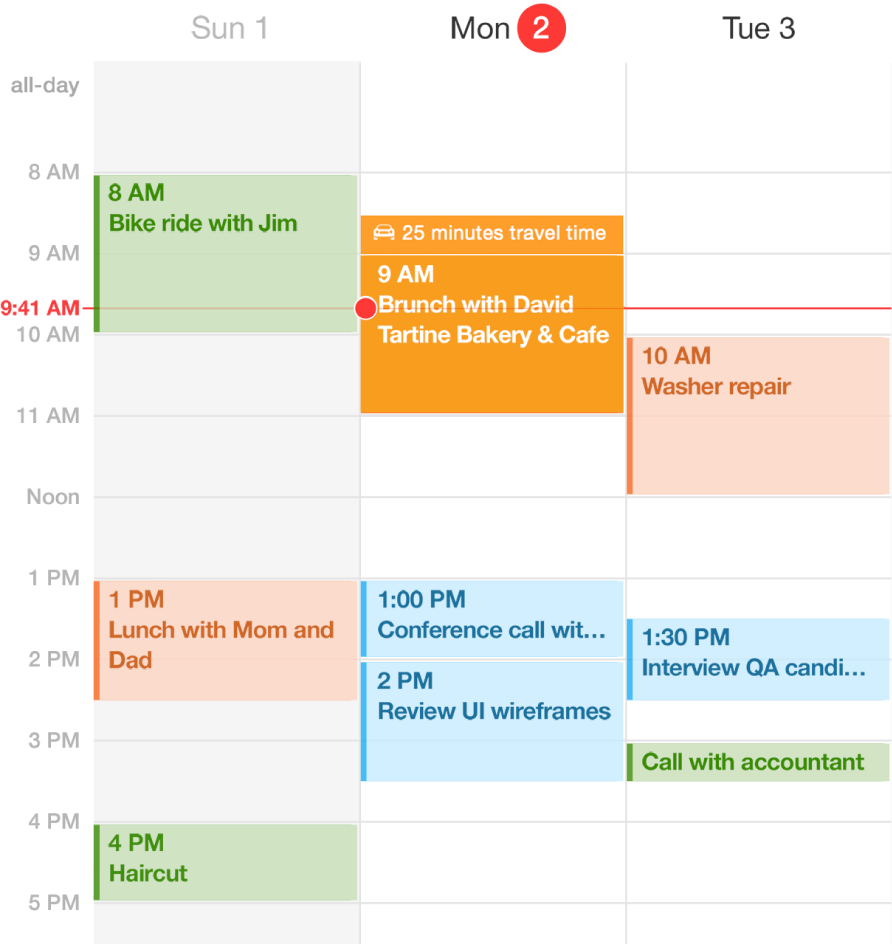 Sun 1
Mon 2
Tue 3
all-day
8 AM
9 AM
9:41 AM
10 AM
11 AM
Noon
1 PM
2 PM
3 PM
4 PM
5 PM
8 AM
Bike ride with Jim
1 PM
Lunch with Mom and
Dad
4 PM
Haircut
25 minutes travel time
9 AM
Brunch with David
Tartine Bakery & Cafe
1:00 PM
Conference call wit...
2 PM
Review UI wireframes
10 AM
Washer repair
1:30 PM
Interview QA candi...
Call with accountant